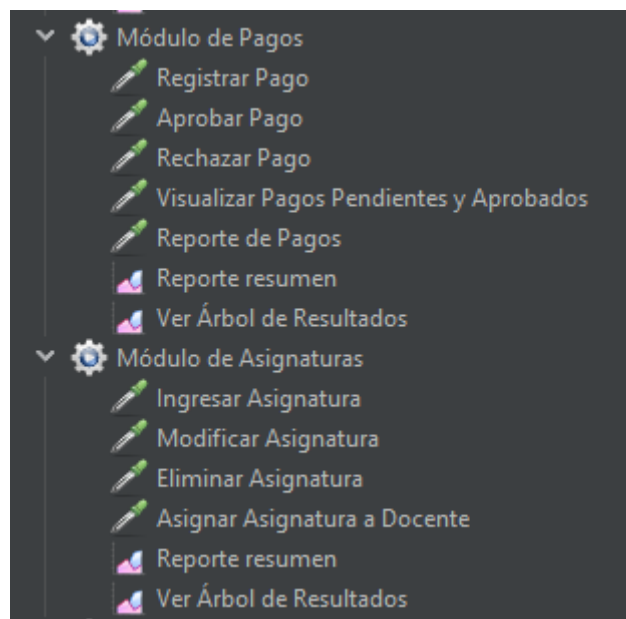 Módulo de Pagos
Registrar Pago
Aprobar Pago
Rechazar Pago
Visualizar Pagos Pendientes y Aprobados
Reporte de Pagos
Reporte resumen
Ver Árbol de Resultados
Módulo de Asignaturas
Ingresar Asignatura
Modificar Asignatura
Eliminar Asignatura
Asignar Asignatura a Docente
Reporte resumen
Ver Árbol de Resultados